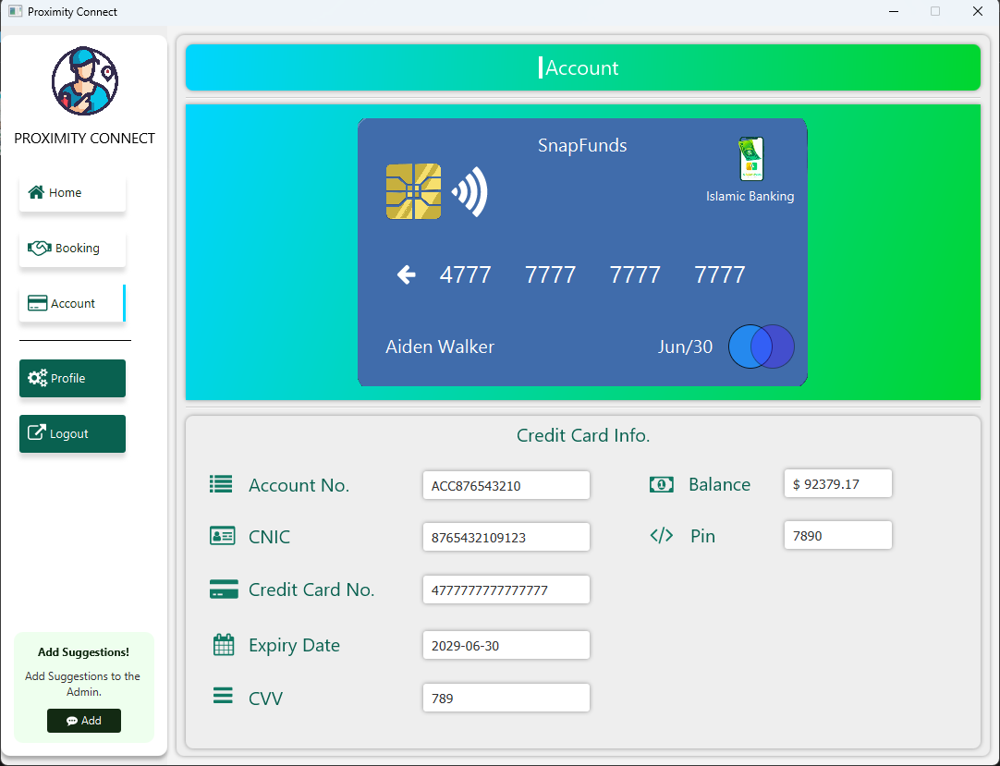 Proximity Connect
PROXIMITY CONNECT
Home
Booking
Account
Profile
Logout
Add Suggestions!
Add Suggestions to the
Admin.
Add
Account
SnapFunds
Islamic Banking
4777 7777 7777 7777
Aiden Walker Jun/30
Credit Card Info.
Account No. ACC876543210 Balance $ 92379.17
CNIC 8765432109123 Pin 7890
Credit Card No. 4777777777777777
Expiry Date 2029-06-30
CVV 789